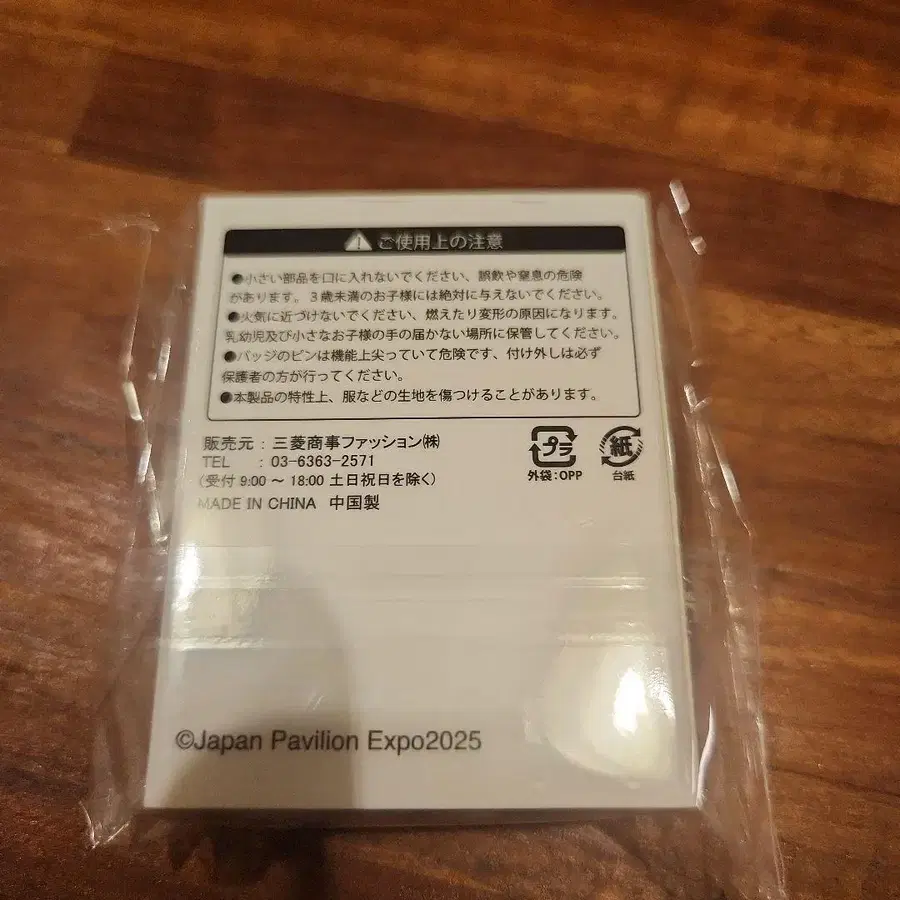 ご使用上の注意
●小さい部品を口に入れないでください、誤飲や窒息の危険
があります。3歳未満のお子様には絶対に与えないでください。
●火気に近づけないでください、燃えたり変形の原因になります。
乳幼児及び小さなお子様の手の届かない場所に保管してください。
●バッジのピンは機能上尖っていて危険です、付け外しは必ず
保護者の方が行ってください。
●本製品の特性上、服などの生地を傷つけることがあります。
販売元:三菱商事ファッション㈱
TEL :03-6363-2571
(受付 9:00 ～ 18:00 土日祝日を除く)
MADE IN CHINA 中国製
プラ
外袋:OPP
紙
台紙
©Japan Pavilion Expo2025